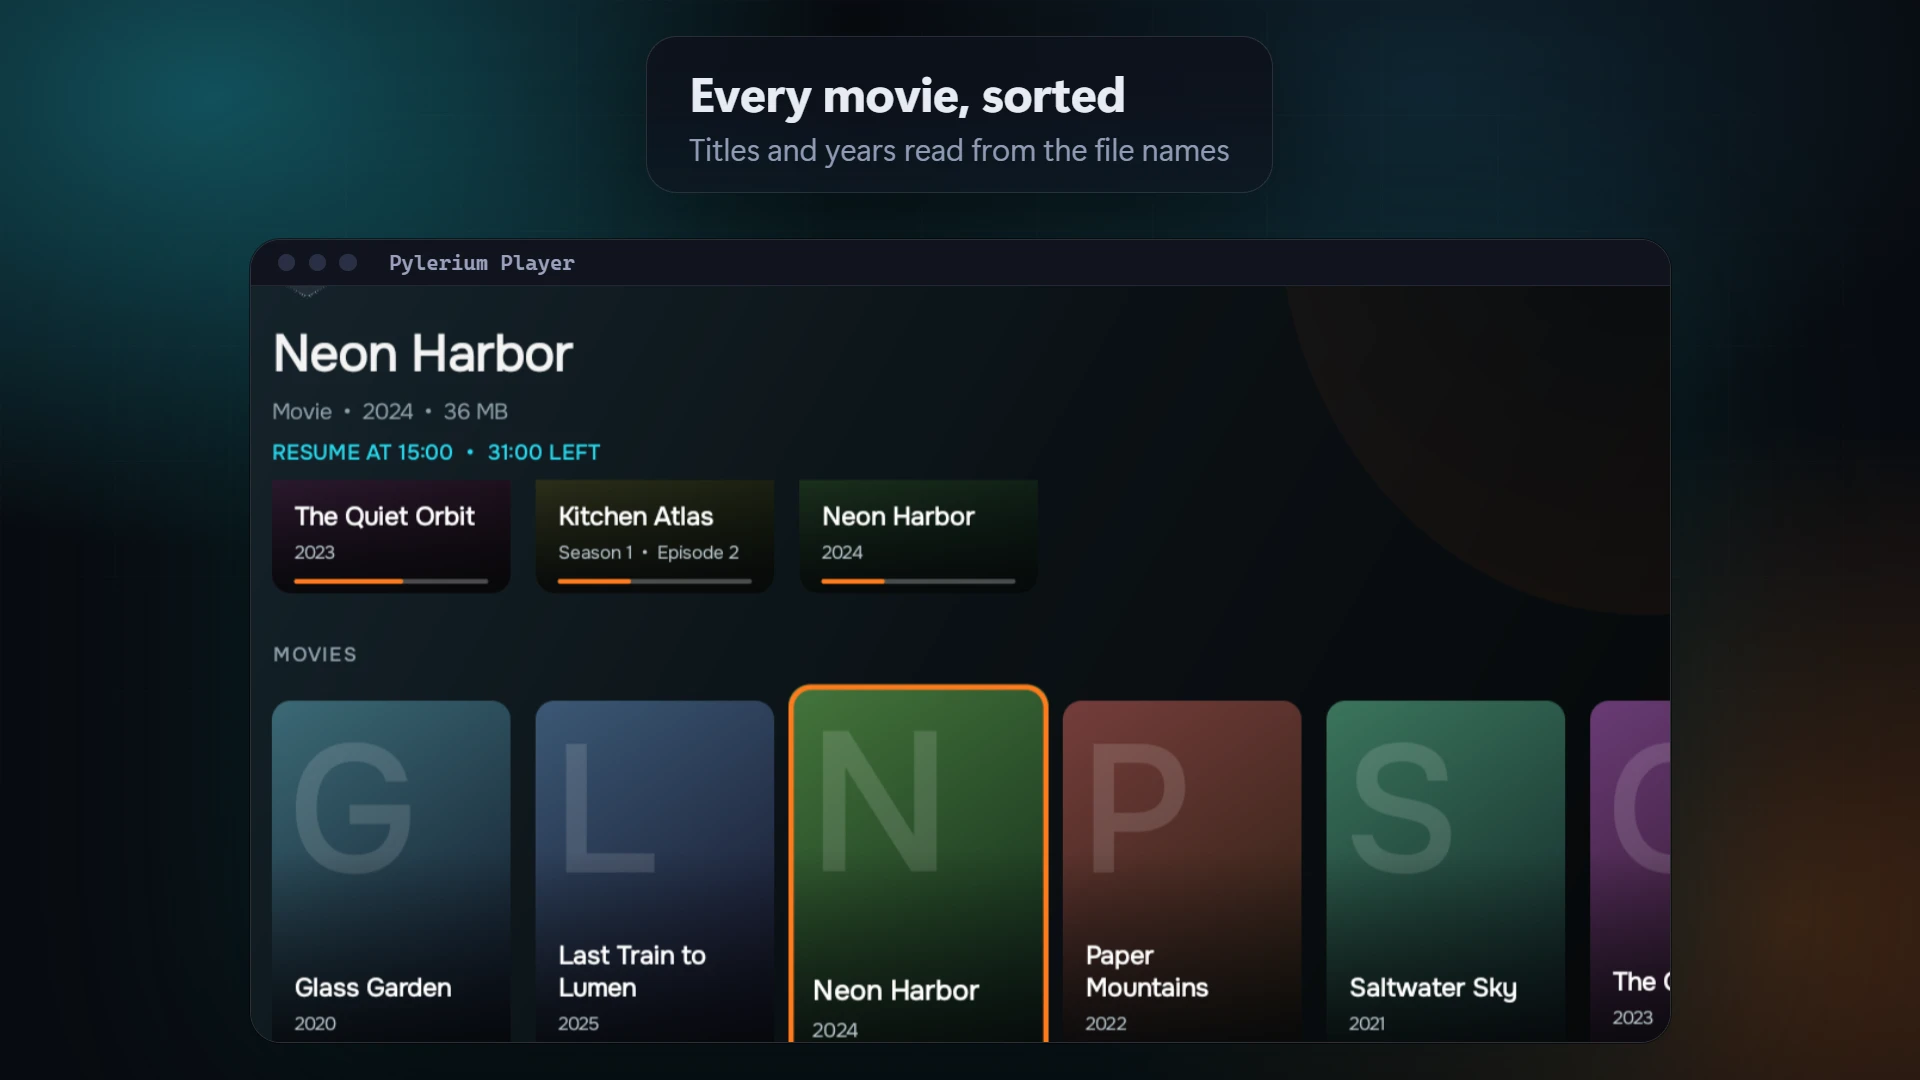 Every movie, sorted
Titles and years read from the file names
Pylerium Player
Neon Harbor
Movie • 2024 • 36 MB
RESUME AT 15:00 • 31:00 LEFT
The Quiet Orbit
2023
Kitchen Atlas
Season 1 • Episode 2
Neon Harbor
2024
MOVIES
G
Glass Garden
2020
L
Last Train to
Lumen
2025
N
Neon Harbor
2024
P
Paper
Mountains
2022
S
Saltwater Sky
2021
The
2023